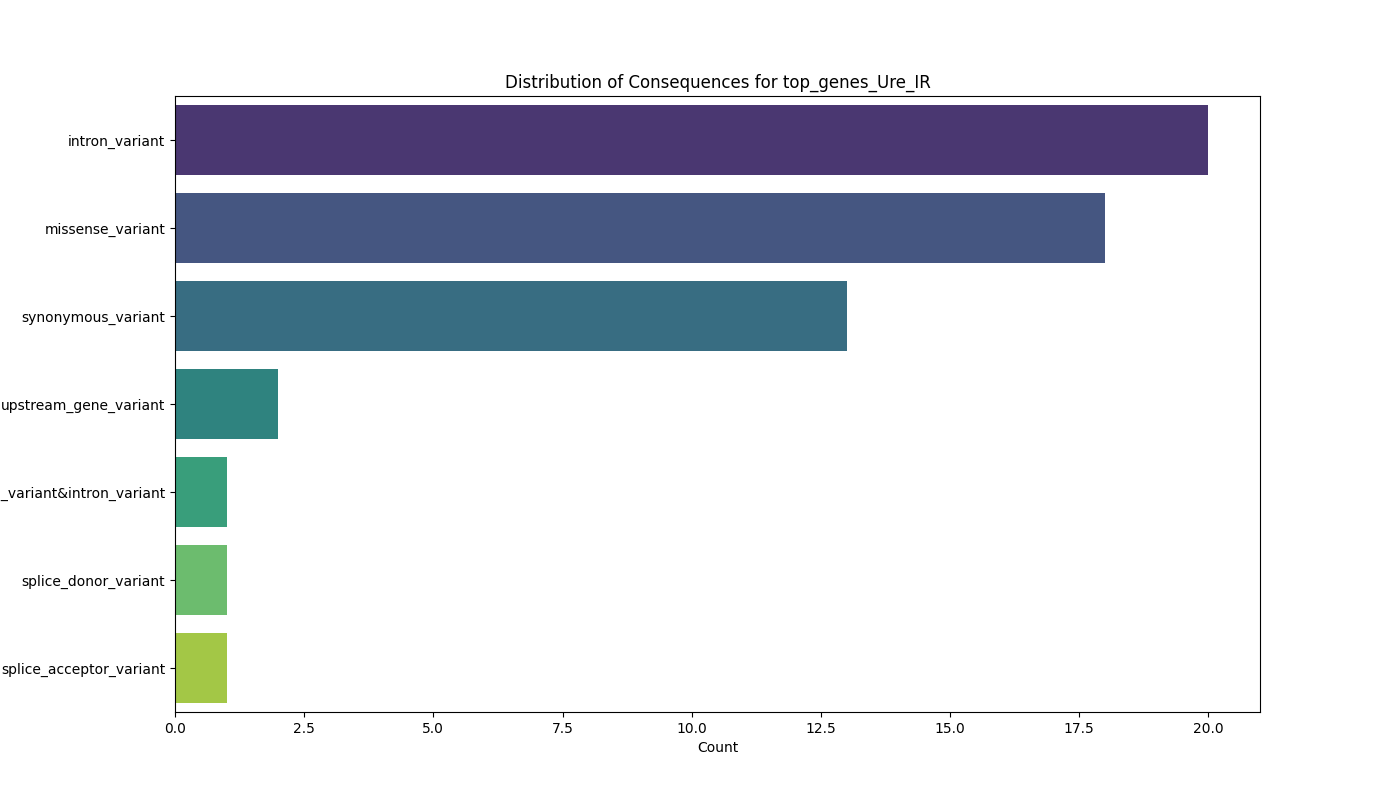 Distribution of Consequences for top_genes_Ure_IR
intron_variant
missense_variant
synonymous_variant
upstream_gene_variant
_variant&intron_variant
splice_donor_variant
splice_acceptor_variant
0.0 2.5 5.0 7.5 10.0 12.5 15.0 17.5 20.0
Count